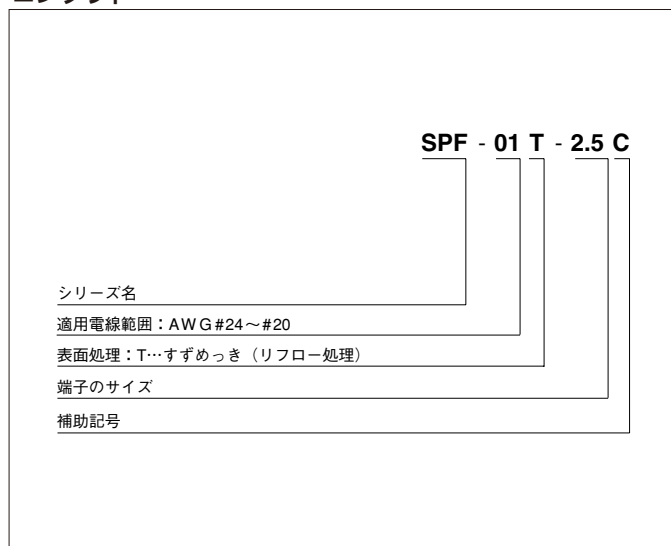 SPF - 01 T - 2.5 C
シリーズ名
適用電線範囲：AWG#24～#20
表面処理：T…すずめっき（リフロー処理）
端子のサイズ
補助記号